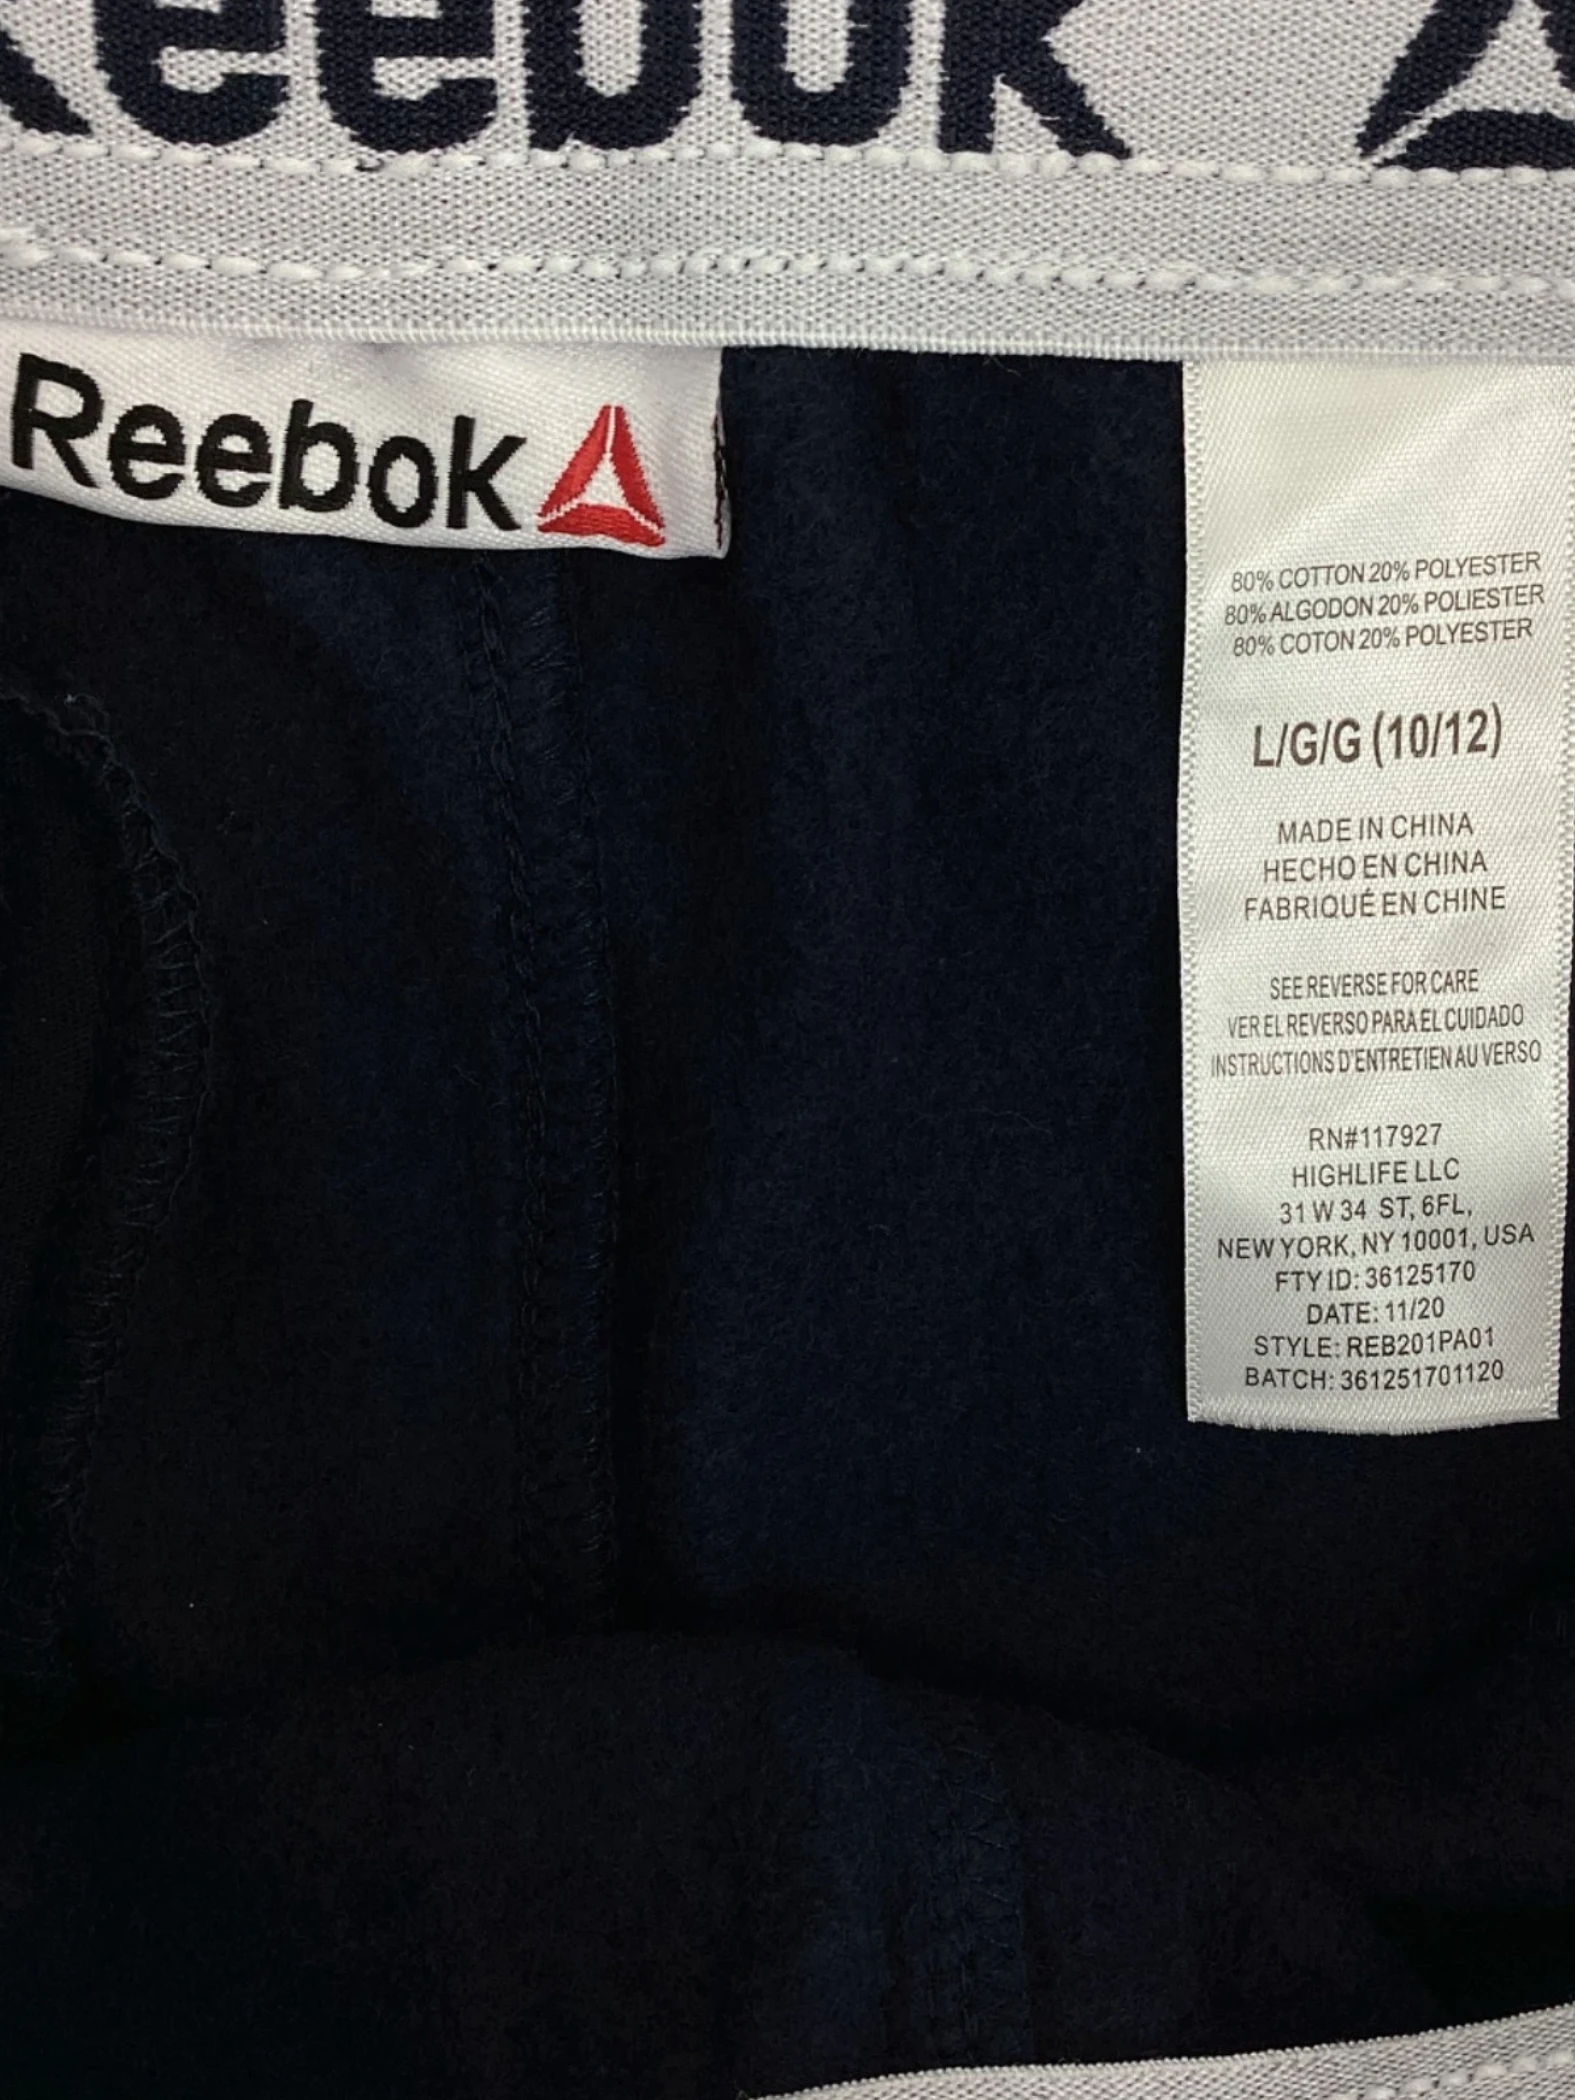 Reebok
Reebok
80% COTTON 20% POLYESTER
80% ALGODON 20% POLIESTER
80% COTON 20% POLYESTER
L/G/G (10/12)
MADE IN CHINA
HECHO EN CHINA
FABRIQUÉ EN CHINE
SEE REVERSE FOR CARE
VER EL REVERSO PARA EL CUIDADO
INSTRUCTIONS D'ENTRETIEN AU VERSO
RN#117927
HIGHLIFE LLC
31 W 34 ST, 6FL,
NEW YORK, NY 10001, USA
FTY ID: 36125170
DATE: 11/20
STYLE: REB201PA01
BATCH: 361251701120